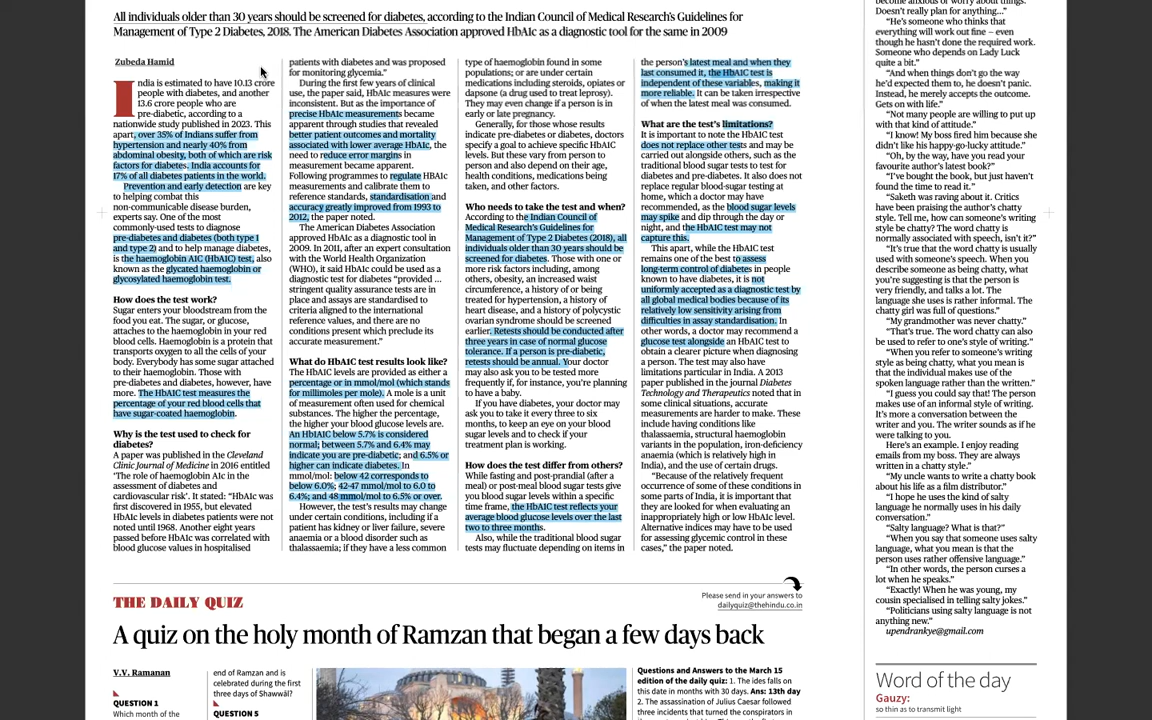 All individuals older than 30 years should be screened for diabetes, according to the Indian Council of Medical Research's Guidelines for
Management of Type 2 Diabetes, 2018. The American Diabetes Association approved HbAIc as a diagnostic tool for the same in 2009
Zubeda Hamid
India is estimated to have 10.13 crore
people with diabetes, and another
13.6 crore people who are
pre-diabetic, according to a
nationwide study published in 2023. This
apart, over 35% of Indians suffer from
hypertension and nearly 40% from
abdominal obesity, both of which are risk
factors for diabetes. India accounts for
17% of all diabetes patients in the world.
Prevention and early detection are key
to helping combat this
non-communicable disease burden,
experts say. One of the most
commonly-used tests to diagnose
pre-diabetes and diabetes (both type 1
and type 2) and to help manage diabetes,
is the haemoglobin AIC (HbAIC) test, also
known as the glycated haemoglobin or
glycosylated haemoglobin test.
How does the test work?
Sugar enters your bloodstream from the
food you eat. The sugar, or glucose,
attaches to the haemoglobin in your red
blood cells. Haemoglobin is a protein that
transports oxygen to all the cells of your
body. Everybody has some sugar attached
to their haemoglobin. Those with
pre-diabetes and diabetes, however, have
more. The HbAIC test measures the
percentage of your red blood cells that
have sugar-coated haemoglobin.
Why is the test used to check for
diabetes?
A paper was published in the Cleveland
Clinic Journal of Medicine in 2016 entitled
'The role of haemoglobin AIc in the
assessment of diabetes and
cardiovascular risk'. It stated: "HbAIc was
first discovered in 1955, but elevated
HbAIc levels in diabetes patients were not
noted until 1968. Another eight years
passed before HbAIc was correlated with
blood glucose values in hospitalised
patients with diabetes and was proposed
for monitoring glycemia."
During the first few years of clinical
use, the paper said, HbAIC measures were
inconsistent. But as the importance of
precise HbAIC measurements became
apparent through studies that revealed
better patient outcomes and mortality
associated with lower average HbAIc, the
need to reduce error margins in
measurement became apparent.
Following programmes to regulate HbAIc
measurements and calibrate them to
reference standards, standardisation and
accuracy greatly improved from 1993 to
2012, the paper noted.
The American Diabetes Association
approved HbAIc as a diagnostic tool in
2009. In 2011, after an expert consultation
with the World Health Organization
(WHO), it said HbAIc could be used as a
diagnostic test for diabetes "provided ...
stringent quality assurance tests are in
place and assays are standardised to
criteria aligned to the international
reference values, and there are no
conditions present which preclude its
accurate measurement."
What do HbAIC test results look like?
The HbAIC levels are provided as either a
percentage or in mmol/mol (which stands
for millimoles per mole). A mole is a unit
of measurement often used for chemical
substances. The higher the percentage,
the higher your blood glucose levels are.
An HbIAIC below 5.7% is considered
normal; between 5.7% and 6.4% may
indicate you are pre-diabetic; and 6.5% or
higher can indicate diabetes. In
mmol/mol: below 42 corresponds to
below 6.0%; 42-47 mmol/mol to 6.0 to
6.4%; and 48 mmol/mol to 6.5% or over.
However, the test's results may change
under certain conditions, including if a
patient has kidney or liver failure, severe
anaemia or a blood disorder such as
thalassaemia; if they have a less common
type of haemoglobin found in some
populations; or are under certain
medications including steroids, opiates or
dapsone (a drug used to treat leprosy).
They may even change if a person is in
early or late pregnancy.
Generally, for those whose results
indicate pre-diabetes or diabetes, doctors
specify a goal to achieve specific HbAIC
levels. But these vary from person to
person and also depend on their age,
health conditions, medications being
taken, and other factors.
Who needs to take the test and when?
According to the Indian Council of
Medical Research's Guidelines for
Management of Type 2 Diabetes (2018), all
individuals older than 30 years should be
screened for diabetes. Those with one or
more risk factors including, among
others, obesity, an increased waist
circumference, a history of or being
treated for hypertension, a history of
heart disease, and a history of polycystic
ovarian syndrome should be screened
earlier. Retests should be conducted after
three years in case of normal glucose
tolerance. If a person is pre-diabetic,
retests should be annual. Your doctor
may also ask you to be tested more
frequently if, for instance, you're planning
to have a baby.
If you have diabetes, your doctor may
ask you to take it every three to six
months, to keep an eye on your blood
sugar levels and to check if your
treatment plan is working.
How does the test differ from others?
While fasting and post-prandial (after a
meal) or post-meal blood sugar tests give
you blood sugar levels within a specific
time frame, the HbAIC test reflects your
average blood glucose levels over the last
two to three months.
Also, while the traditional blood sugar
tests may fluctuate depending on items in
the person's latest meal and when they
last consumed it, the HbAIC test is
independent of these variables, making it
more reliable. It can be taken irrespective
of when the latest meal was consumed.
What are the test's limitations?
It is important to note the HbAIC test
does not replace other tests and may be
carried out alongside others, such as the
traditional blood sugar tests to test for
diabetes and pre-diabetes. It also does not
replace regular blood-sugar testing at
home, which a doctor may have
recommended, as the blood sugar levels
may spike and dip through the day or
night, and the HbAIC test may not
capture this.
This apart, while the HbAIC test
remains one of the best to assess
long-term control of diabetes in people
known to have diabetes, it is not
uniformly accepted as a diagnostic test by
all global medical bodies because of its
relatively low sensitivity arising from
difficulties in assay standardisation. In
other words, a doctor may recommend a
glucose test alongside an HbAIC test to
obtain a clearer picture when diagnosing
a person. The test may also have
limitations particular in India. A 2013
paper published in the journal Diabetes
Technology and Therapeutics noted that in
some clinical situations, accurate
measurements are harder to make. These
include having conditions like
thalassaemia, structural haemoglobin
variants in the population, iron-deficiency
anaemia (which is relatively high in
India), and the use of certain drugs.
"Because of the relatively frequent
occurrence of some of these conditions in
some parts of India, it is important that
they are looked for when evaluating an
inappropriately high or low HbAIC level.
Alternative indices may have to be used
for assessing glycemic control in these
cases," the paper noted.
become anxious or worry about things.
Doesn't really plan for anything..."
"He's someone who thinks that
everything will work out fine – even
though he hasn't done the required work.
Someone who depends on Lady Luck
quite a bit."
"And when things don't go the way
he'd expected them to, he doesn't panic.
Instead, he merely accepts the outcome.
Gets on with life."
"Not many people are willing to put up
with that kind of attitude."
"I know! My boss fired him because she
didn't like his happy-go-lucky attitude."
"Oh, by the way, have you read your
favourite author's latest book?"
"I've bought the book, but just haven't
found the time to read it."
"Saketh was raving about it. Critics
have been praising the author's chatty
style. Tell me, how can someone's writing
style be chatty? The word chatty is
normally associated with speech, isn't it?"
"It's true that the word chatty is usually
used with someone's speech. When you
describe someone as being chatty, what
you're suggesting is that the person is
very friendly, and talks a lot. The
language she uses is rather informal. The
chatty girl was full of questions."
"My grandmother was never chatty."
"That's true. The word chatty can also
be used to refer to one's style of writing."
"When you refer to someone's writing
style as being chatty, what you mean is
that the individual makes use of the
spoken language rather than the written."
"I guess you could say that! The person
makes use of an informal style of writing.
It's more a conversation between the
writer and you. The writer sounds as if he
were talking to you.
Here's an example. I enjoy reading
emails from my boss. They are always
written in a chatty style."
"My uncle wants to write a chatty book
about his life as a film distributor."
"I hope he uses the kind of salty
language he normally uses in his daily
conversation."
"Salty language? What is that?"
"When you say that someone uses salty
language, what you mean is that the
person uses rather offensive language."
"In other words, the person curses a
lot when he speaks."
"Exactly! When he was young, my
cousin specialised in telling salty jokes."
"Politicians using salty language is not
anything new."
upendrankye@gmail.com
THE DAILY QUIZ
Please send in your answers to
dailyquiz@thehindu.co.in
A quiz on the holy month of Ramzan that began a few days back
V.V. Ramanan
QUESTION 1
Which month of the
end of Ramzan and is
celebrated during the first
three days of Shawwāl?
QUESTION 5
Questions and Answers to the March 15
edition of the daily quiz: 1. The ides falls on
this date in months with 30 days. Ans: 13th day
2. The assassination of Julius Caesar followed
three incidents that turned the conspirators in
Word of the day
Gauzy:
so thin as to transmit light